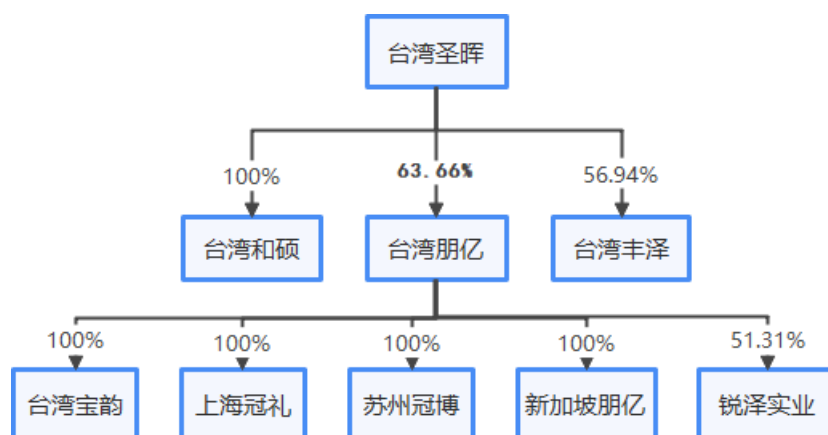 台湾圣晖
100%
63.66%
56.94%
台湾和硕
台湾朋亿
台湾丰泽
100%
100%
100%
100%
51.31%
台湾宝韵
上海冠礼
苏州冠博
新加坡朋亿
锐泽实业